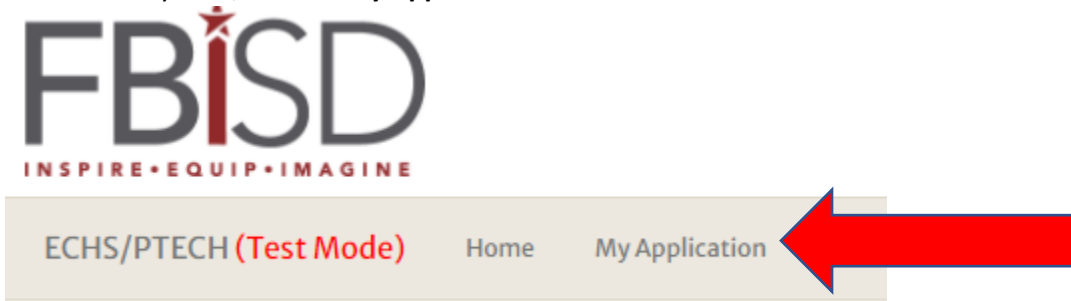 FBISD
INSPIRE•EQUIP•IMAGINE
ECHS/PTECH (Test Mode) Home My Application